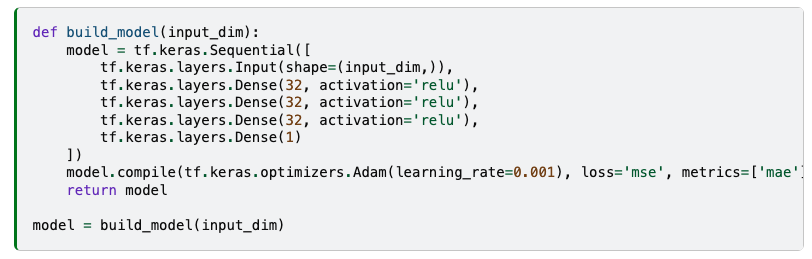 def build_model(input_dim):
    model = tf.keras.Sequential([
        tf.keras.layers.Input(shape=(input_dim,)),
        tf.keras.layers.Dense(32, activation='relu'),
        tf.keras.layers.Dense(32, activation='relu'),
        tf.keras.layers.Dense(32, activation='relu'),
        tf.keras.layers.Dense(1)
    ])
    model.compile(tf.keras.optimizers.Adam(learning_rate=0.001), loss='mse', metrics=['mae']
    return model
model = build_model(input_dim)